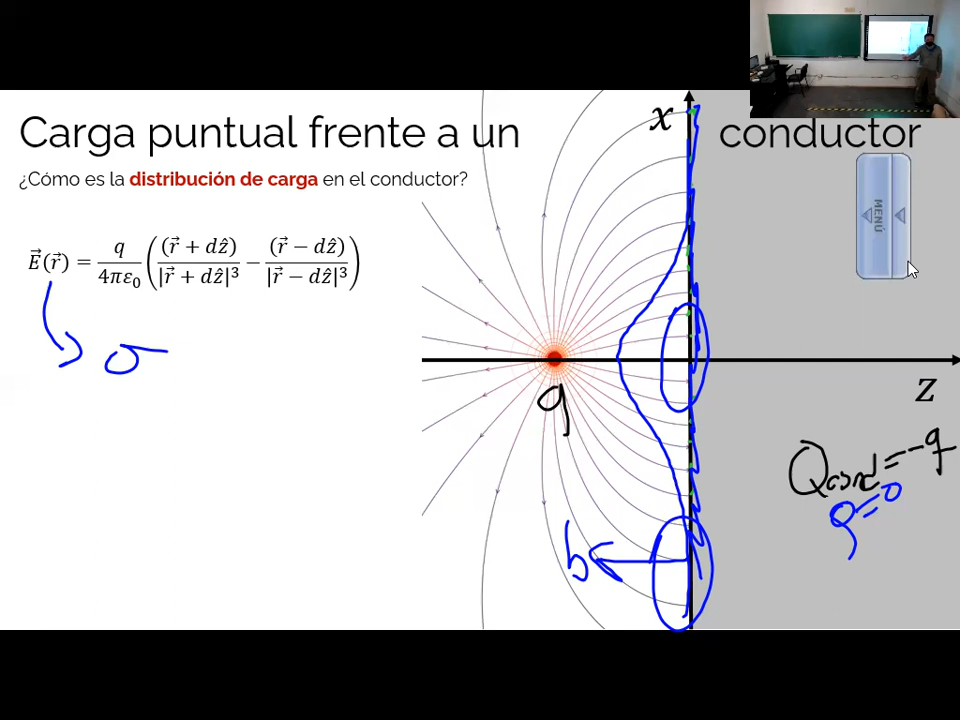 Carga puntual frente a un conductor
¿Cómo es la distribución de carga en el conductor?
x
MENÚ
\vec{E}(\vec{r}) = \frac{q}{4\pi\varepsilon_0} \left( \frac{(\vec{r} + d\hat{z})}{|\vec{r} + d\hat{z}|^3} - \frac{(\vec{r} - d\hat{z})}{|\vec{r} - d\hat{z}|^3} \right)
σ
q
z
Qcond = -q
ρ=0